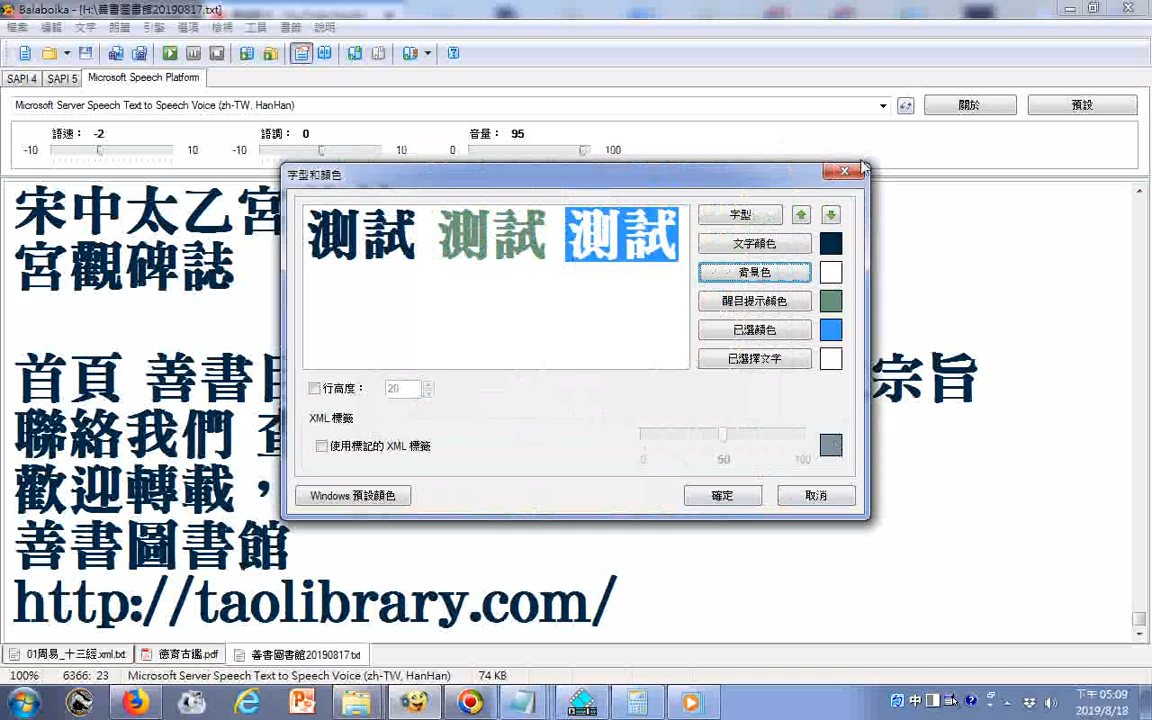 Balabolka - [H:\善書圖書館20190817.txt]
檔案 編輯 文字 朗讀 引擎 選項 檢視 工具 書籤 說明
SAPI 4 SAPI 5 Microsoft Speech Platform
Microsoft Server Speech Text to Speech Voice (zh-TW, HanHan) 關於 預設
語速： -2 語調： 0 音量： 95
-10 10 -10 10 0 100
宋中太乙宮
宮觀碑誌
首頁 善書 宗旨
聯絡我們
歡迎轉載，
善書圖書館
http://taolibrary.com/
字型和顏色
測試 測試 測試
字型
文字顏色
背景色
醒目提示顏色
已選顏色
已選擇文字
行高度： 20
XML 標籤
使用標記的 XML 標籤
0 50 100
Windows 預設顏色 確定 取消
01周易_十三經.xml.txt 德育古鑑.pdf 善書圖書館20190817.txt
100% 6366: 23 Microsoft Server Speech Text to Speech Voice (zh-TW, HanHan) 74 KB
中
下午 05:09
2019/8/18